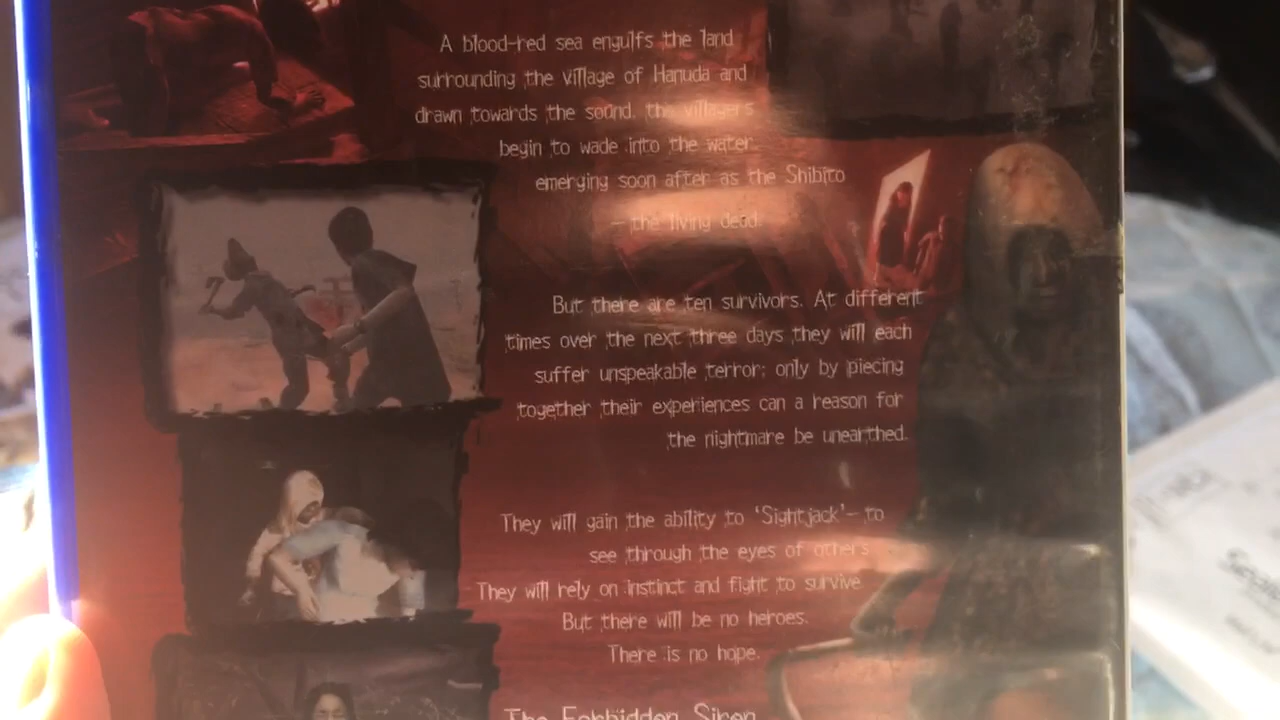 A blood-red sea engulfs the land
surrounding the village of Hanuda and
drawn towards the sound, the villagers
begin to wade into the water.
emerging soon after as the Shibito
- the living dead.
But there are ten survivors. At different
times over the next three days they will each
suffer unspeakable terror; only by piecing
together their experiences can a reason for
the nightmare be unearthed.
They will gain the ability to 'Sightjack'- to
see through the eyes of others
They will rely on instinct and fight to survive
But there will be no heroes.
There is no hope.
The Forbidden Siren